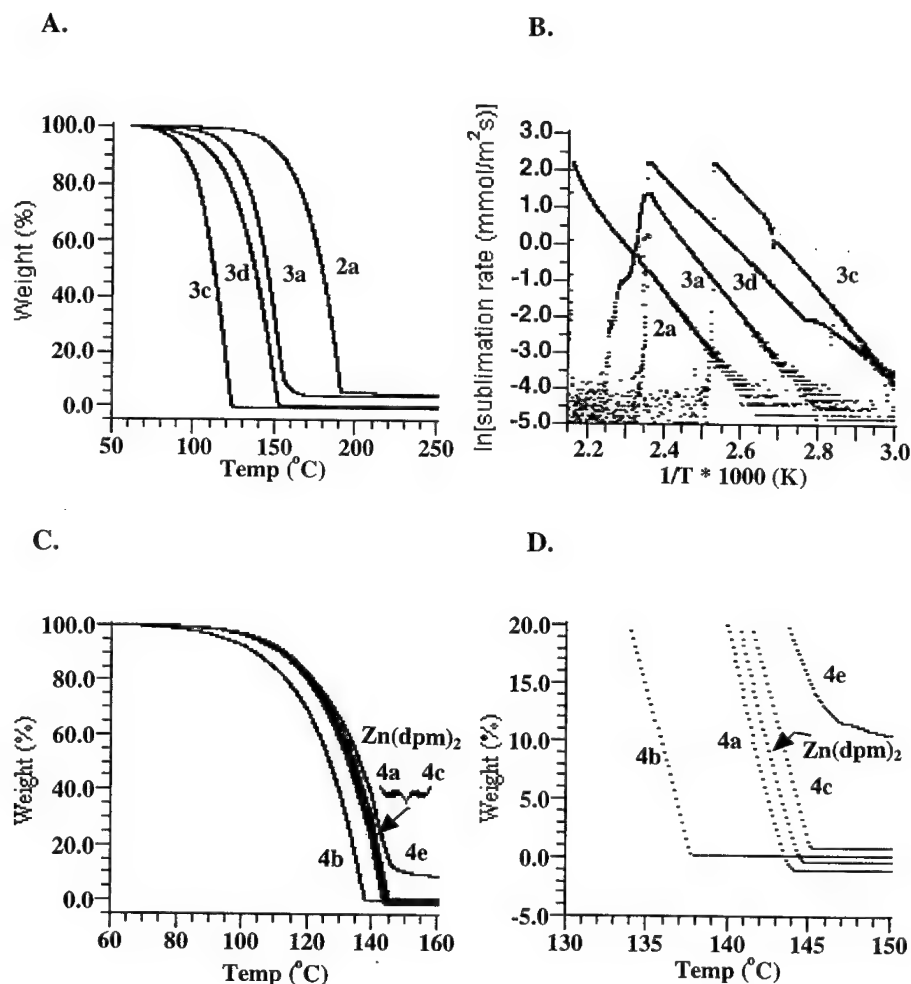 A.
Weight (%)
100.0
80.0
60.0
40.0
20.0
0.0
3c
3d
3a
2a
50
100
150
200
250
Temp (°C)
B.
ln[sublimation rate (mmol/m²s)]
3.0
2.0
1.0
0.0
-1.0
-2.0
-3.0
-4.0
-5.0
2a
3a
3d
3c
2.2
2.4
2.6
2.8
3.0
1/T * 1000 (K)
C.
Weight (%)
100.0
80.0
60.0
40.0
20.0
0.0
Zn(dpm)₂
4a
4c
4b
4e
60
80
100
120
140
160
Temp (°C)
D.
Weight (%)
20.0
15.0
10.0
5.0
0.0
-5.0
4e
4a
Zn(dpm)₂
4b
4c
130
135
140
145
150
Temp (°C)